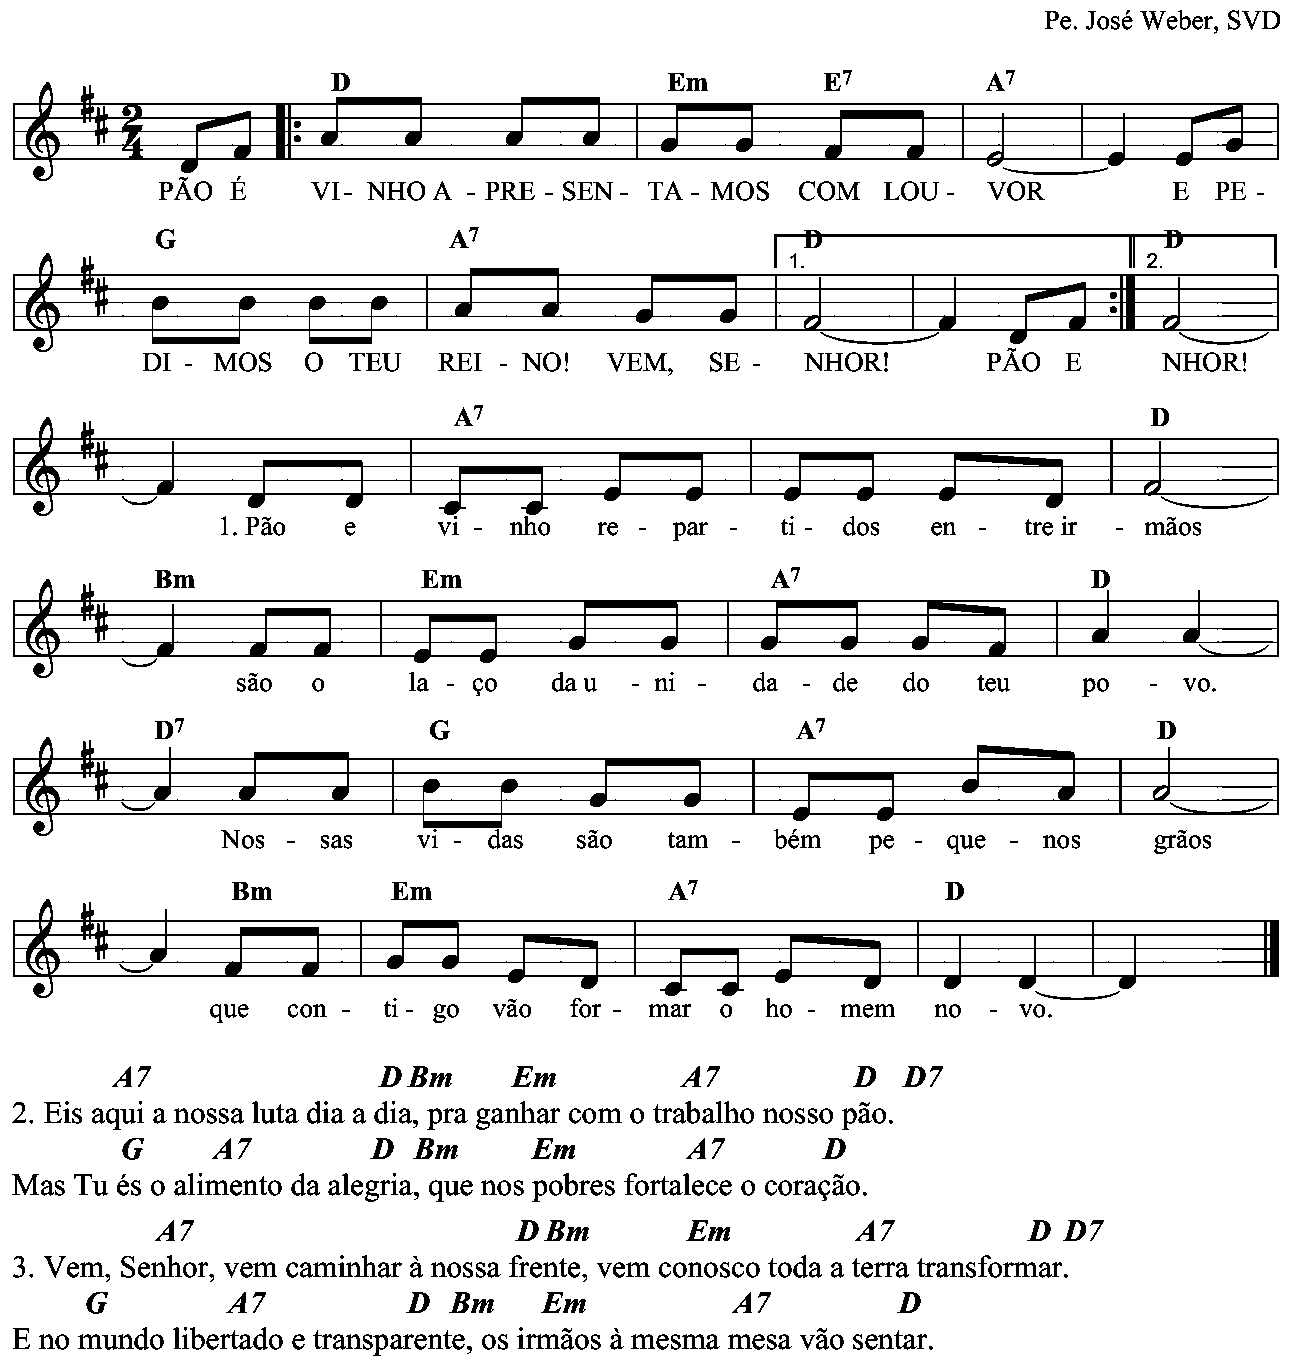 Pe. José Weber, SVD
D Em E7 A7
PÃO É VI- NHO A - PRE - SEN - TA - MOS COM LOU - VOR E PE -
G A7 D D
1. 2.
DI - MOS O TEU REI - NO! VEM, SE - NHOR! PÃO E NHOR!
A7 D
1. Pão e vi - nho re - par - ti - dos en - tre ir - mãos
Bm Em A7 D
são o la - ço da u - ni - da - de do teu po - vo.
D7 G A7 D
Nos - sas vi - das são tam - bém pe - que - nos grãos
Bm Em A7 D
que con - ti - go vão for - mar o ho - mem no - vo.
A7 D Bm Em A7 D D7
2. Eis aqui a nossa luta dia a dia, pra ganhar com o trabalho nosso pão.
G A7 D Bm Em A7 D
Mas Tu és o alimento da alegria, que nos pobres fortalece o coração.
A7 D Bm Em A7 D D7
3. Vem, Senhor, vem caminhar à nossa frente, vem conosco toda a terra transformar.
G A7 D Bm Em A7 D
E no mundo libertado e transparente, os irmãos à mesma mesa vão sentar.